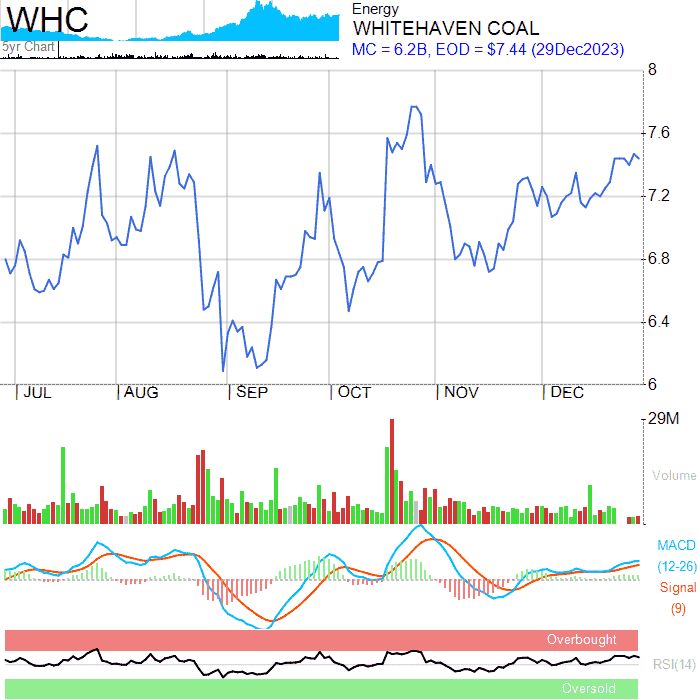 WHC
5yr Chart
Energy
WHITEHAVEN COAL
MC = 6.2B, EOD = $7.44 (29Dec2023)
8
7.6
7.2
6.8
6.4
6
JUL AUG SEP OCT NOV DEC
29M
Volume
MACD
(12-26)
Signal
(9)
Overbought
RSI(14)
Oversold